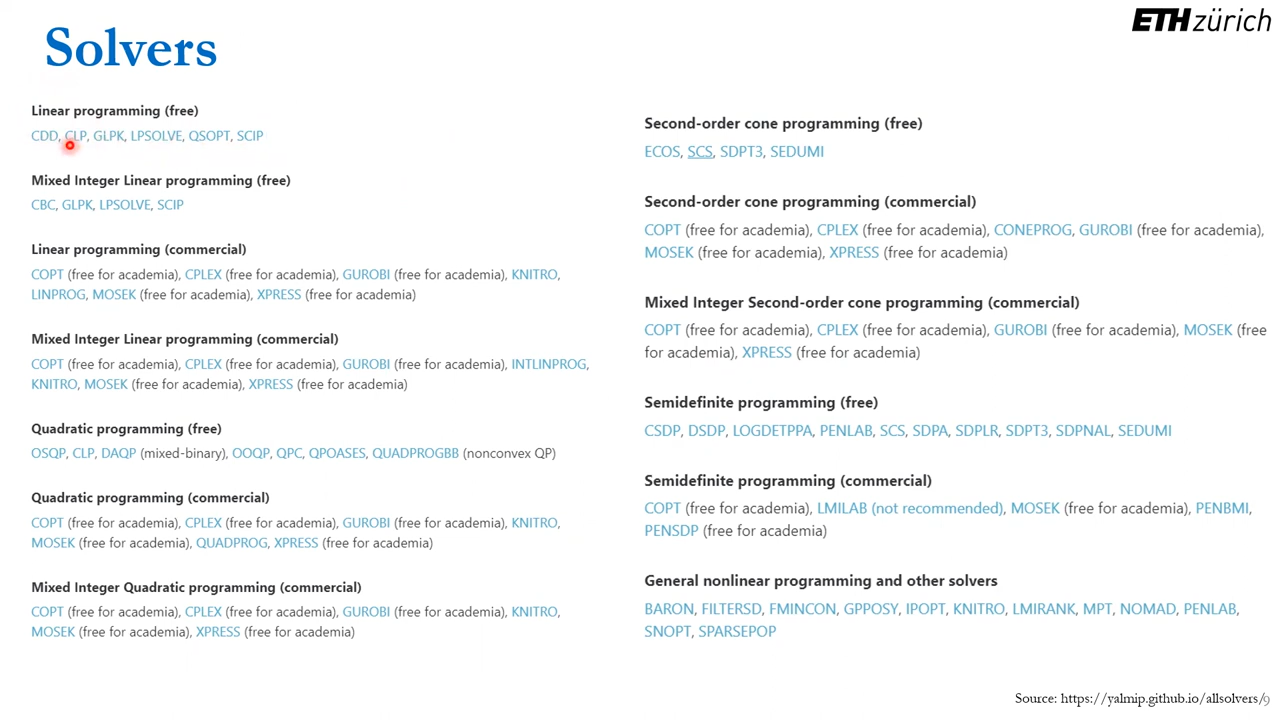 ETH zürich
Solvers
Linear programming (free)
CDD, CLP, GLPK, LPSOLVE, QSOPT, SCIP
Mixed Integer Linear programming (free)
CBC, GLPK, LPSOLVE, SCIP
Linear programming (commercial)
COPT (free for academia), CPLEX (free for academia), GUROBI (free for academia), KNITRO,
LINPROG, MOSEK (free for academia), XPRESS (free for academia)
Mixed Integer Linear programming (commercial)
COPT (free for academia), CPLEX (free for academia), GUROBI (free for academia), INTLINPROG,
KNITRO, MOSEK (free for academia), XPRESS (free for academia)
Quadratic programming (free)
OSQP, CLP, DAQP (mixed-binary), OOQP, QPC, QPOASES, QUADPROGBB (nonconvex QP)
Quadratic programming (commercial)
COPT (free for academia), CPLEX (free for academia), GUROBI (free for academia), KNITRO,
MOSEK (free for academia), QUADPROG, XPRESS (free for academia)
Mixed Integer Quadratic programming (commercial)
COPT (free for academia), CPLEX (free for academia), GUROBI (free for academia), KNITRO,
MOSEK (free for academia), XPRESS (free for academia)
Second-order cone programming (free)
ECOS, SCS, SDPT3, SEDUMI
Second-order cone programming (commercial)
COPT (free for academia), CPLEX (free for academia), CONEPROG, GUROBI (free for academia),
MOSEK (free for academia), XPRESS (free for academia)
Mixed Integer Second-order cone programming (commercial)
COPT (free for academia), CPLEX (free for academia), GUROBI (free for academia), MOSEK (free
for academia), XPRESS (free for academia)
Semidefinite programming (free)
CSDP, DSDP, LOGDETPPA, PENLAB, SCS, SDPA, SDPLR, SDPT3, SDPNAL, SEDUMI
Semidefinite programming (commercial)
COPT (free for academia), LMILAB (not recommended), MOSEK (free for academia), PENBMI,
PENSDP (free for academia)
General nonlinear programming and other solvers
BARON, FILTERSD, FMINCON, GPPOSY, IPOPT, KNITRO, LMIRANK, MPT, NOMAD, PENLAB,
SNOPT, SPARSEPOP
Source: https://yalmip.github.io/allsolvers/9